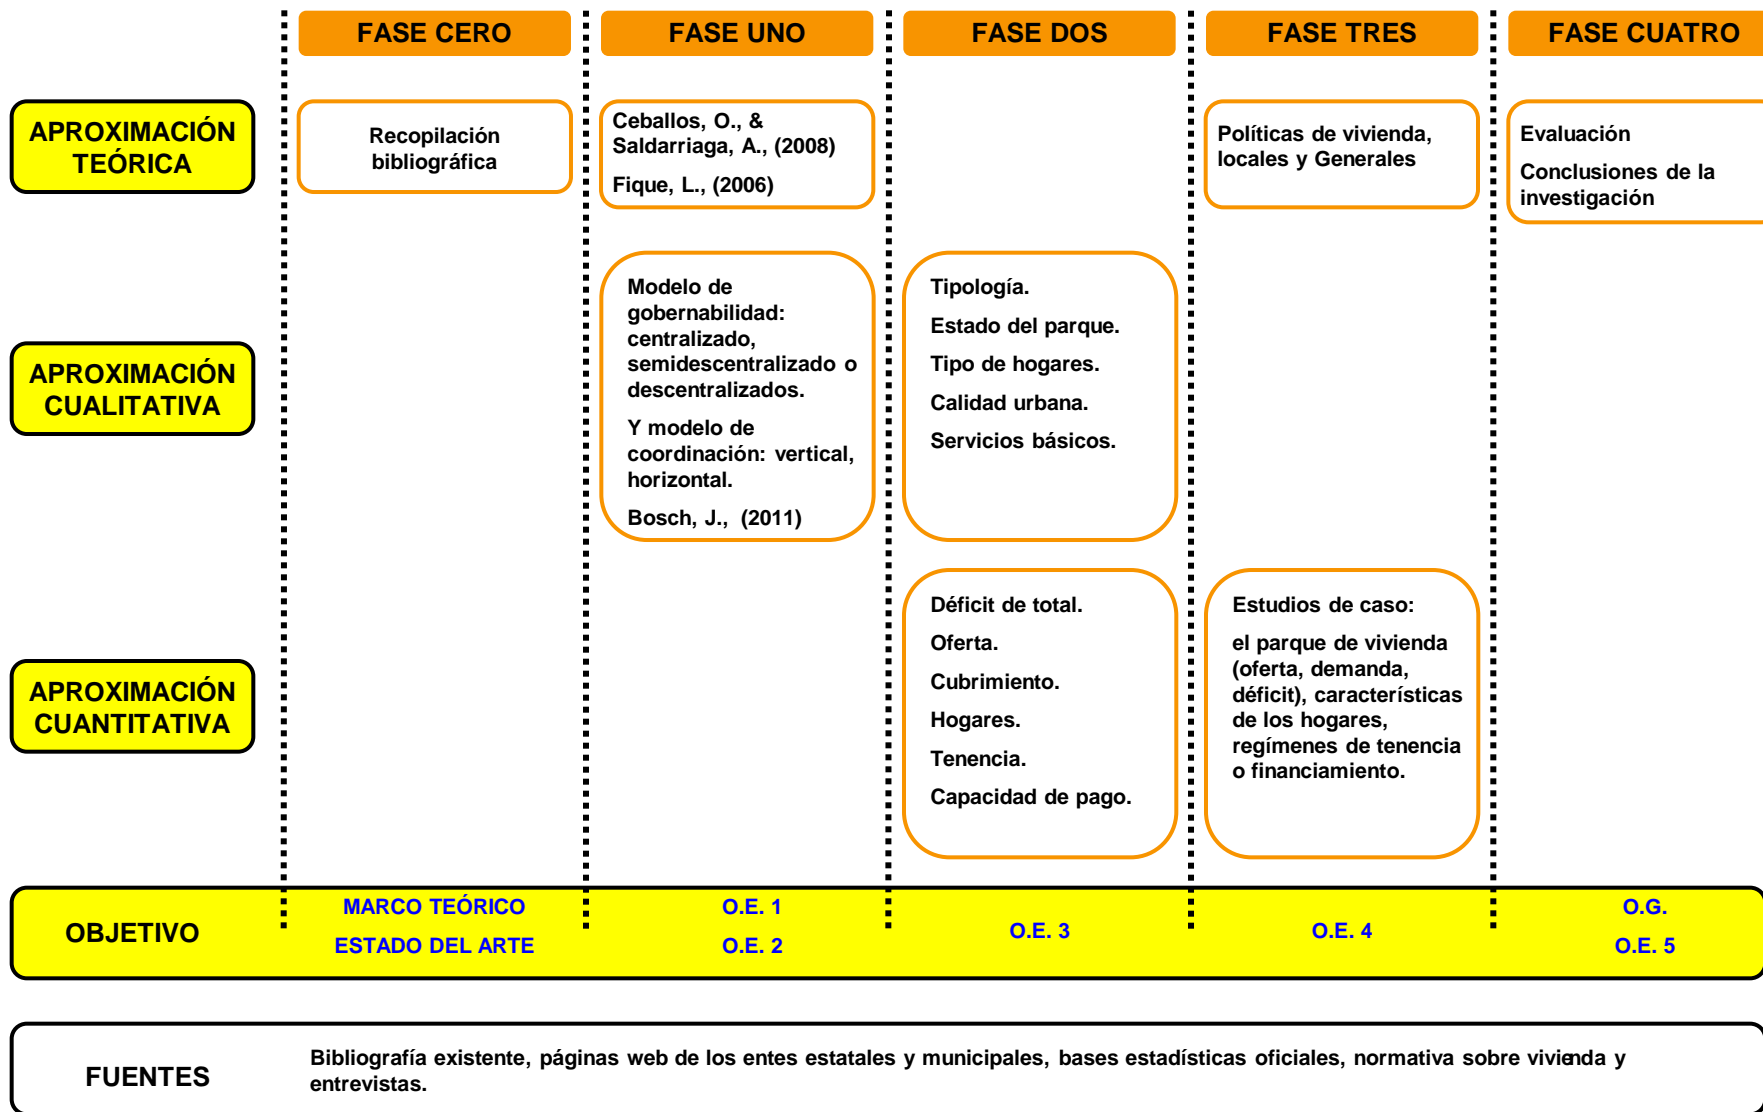 FASE CERO
FASE UNO
FASE DOS
FASE TRES
FASE CUATRO
APROXIMACIÓN
TEÓRICA
Recopilación
bibliográfica
Ceballos, O., &
Saldarriaga, A., (2008)
Fique, L., (2006)
Políticas de vivienda,
locales y Generales
Evaluación
Conclusiones de la
investigación
APROXIMACIÓN
CUALITATIVA
Modelo de
gobernabilidad:
centralizado,
semidescentralizado o
descentralizados.
Y modelo de
coordinación: vertical,
horizontal.
Bosch, J., (2011)
Tipología.
Estado del parque.
Tipo de hogares.
Calidad urbana.
Servicios básicos.
APROXIMACIÓN
CUANTITATIVA
Déficit de total.
Oferta.
Cubrimiento.
Hogares.
Tenencia.
Capacidad de pago.
Estudios de caso:
el parque de vivienda
(oferta, demanda,
déficit), características
de los hogares,
regímenes de tenencia
o financiamiento.
OBJETIVO
MARCO TEÓRICO
ESTADO DEL ARTE
O.E. 1
O.E. 2
O.E. 3
O.E. 4
O.G.
O.E. 5
FUENTES
Bibliografía existente, páginas web de los entes estatales y municipales, bases estadísticas oficiales, normativa sobre vivienda y
entrevistas.